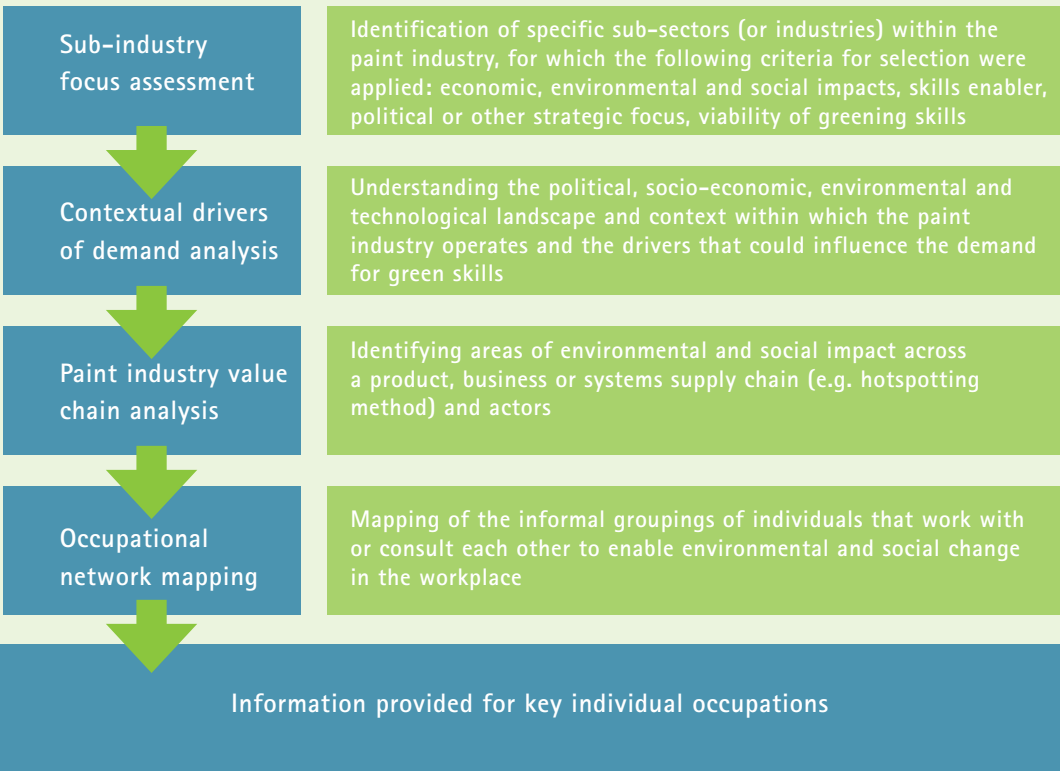 Sub-industry
focus assessment
Identification of specific sub-sectors (or industries) within the
paint industry, for which the following criteria for selection were
applied: economic, environmental and social impacts, skills enabler,
political or other strategic focus, viability of greening skills
Contextual drivers
of demand analysis
Understanding the political, socio-economic, environmental and
technological landscape and context within which the paint
industry operates and the drivers that could influence the demand
for green skills
Paint industry value
chain analysis
Identifying areas of environmental and social impact across
a product, business or systems supply chain (e.g. hotspotting
method) and actors
Occupational
network mapping
Mapping of the informal groupings of individuals that work with
or consult each other to enable environmental and social change
in the workplace
Information provided for key individual occupations